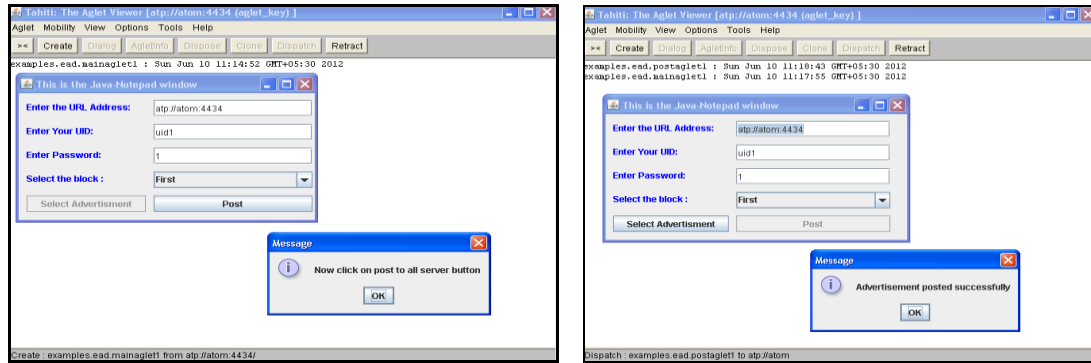 Tahiti: The Aglet Viewer [atp://atom:4434 (aglet_key) ]
Aglet Mobility View Options Tools Help
>< Create Dialog AgletInfo Dispose Clone Dispatch Retract
examples.ead.mainaglet1 : Sun Jun 10 11:14:52 GMT+05:30 2012
This is the Java-Notepad window
Enter the URL Address: atp://atom:4434
Enter Your UID: uid1
Enter Password: 1
Select the block : First
Select Advertisment Post
Message
Now click on post to all server button
OK
Create : examples.ead.mainaglet1 from atp://atom:4434/
Tahiti: The Aglet Viewer [atp://atom:4434 (aglet_key) ]
Aglet Mobility View Options Tools Help
>< Create Dialog AgletInfo Dispose Clone Dispatch Retract
examples.ead.postaglet1 : Sun Jun 10 11:18:43 GMT+05:30 2012
examples.ead.mainaglet1 : Sun Jun 10 11:17:55 GMT+05:30 2012
This is the Java-Notepad window
Enter the URL Address: atp://atom:4434
Enter Your UID: uid1
Enter Password: 1
Select the block : First
Select Advertisment Post
Message
Advertisement posted successfully
OK
Dispatch : examples.ead.postaglet1 to atp://atom